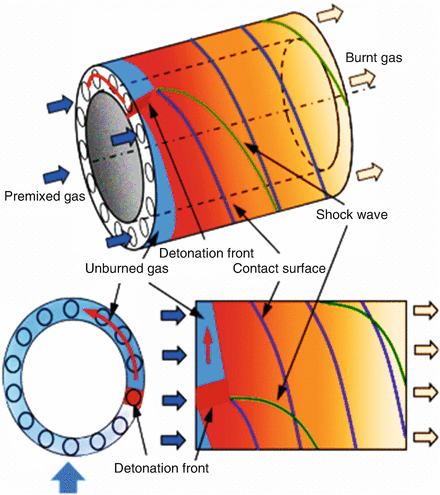 Burnt gas
Premixed gas
Shock wave
Detonation front
Unburned gas
Contact surface
Detonation front